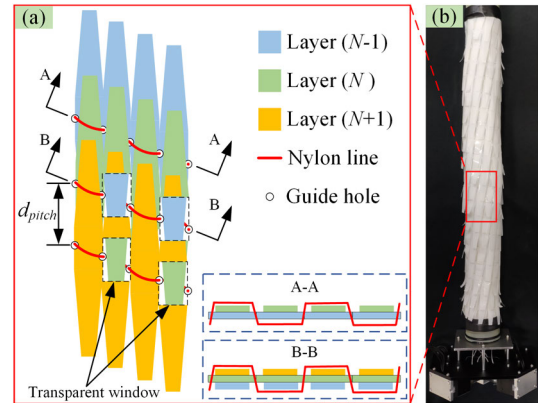 (a)
A
B
d_pitch
A
B
Transparent window
Layer (N-1)
Layer (N)
Layer (N+1)
Nylon line
Guide hole
A-A
B-B
(b)